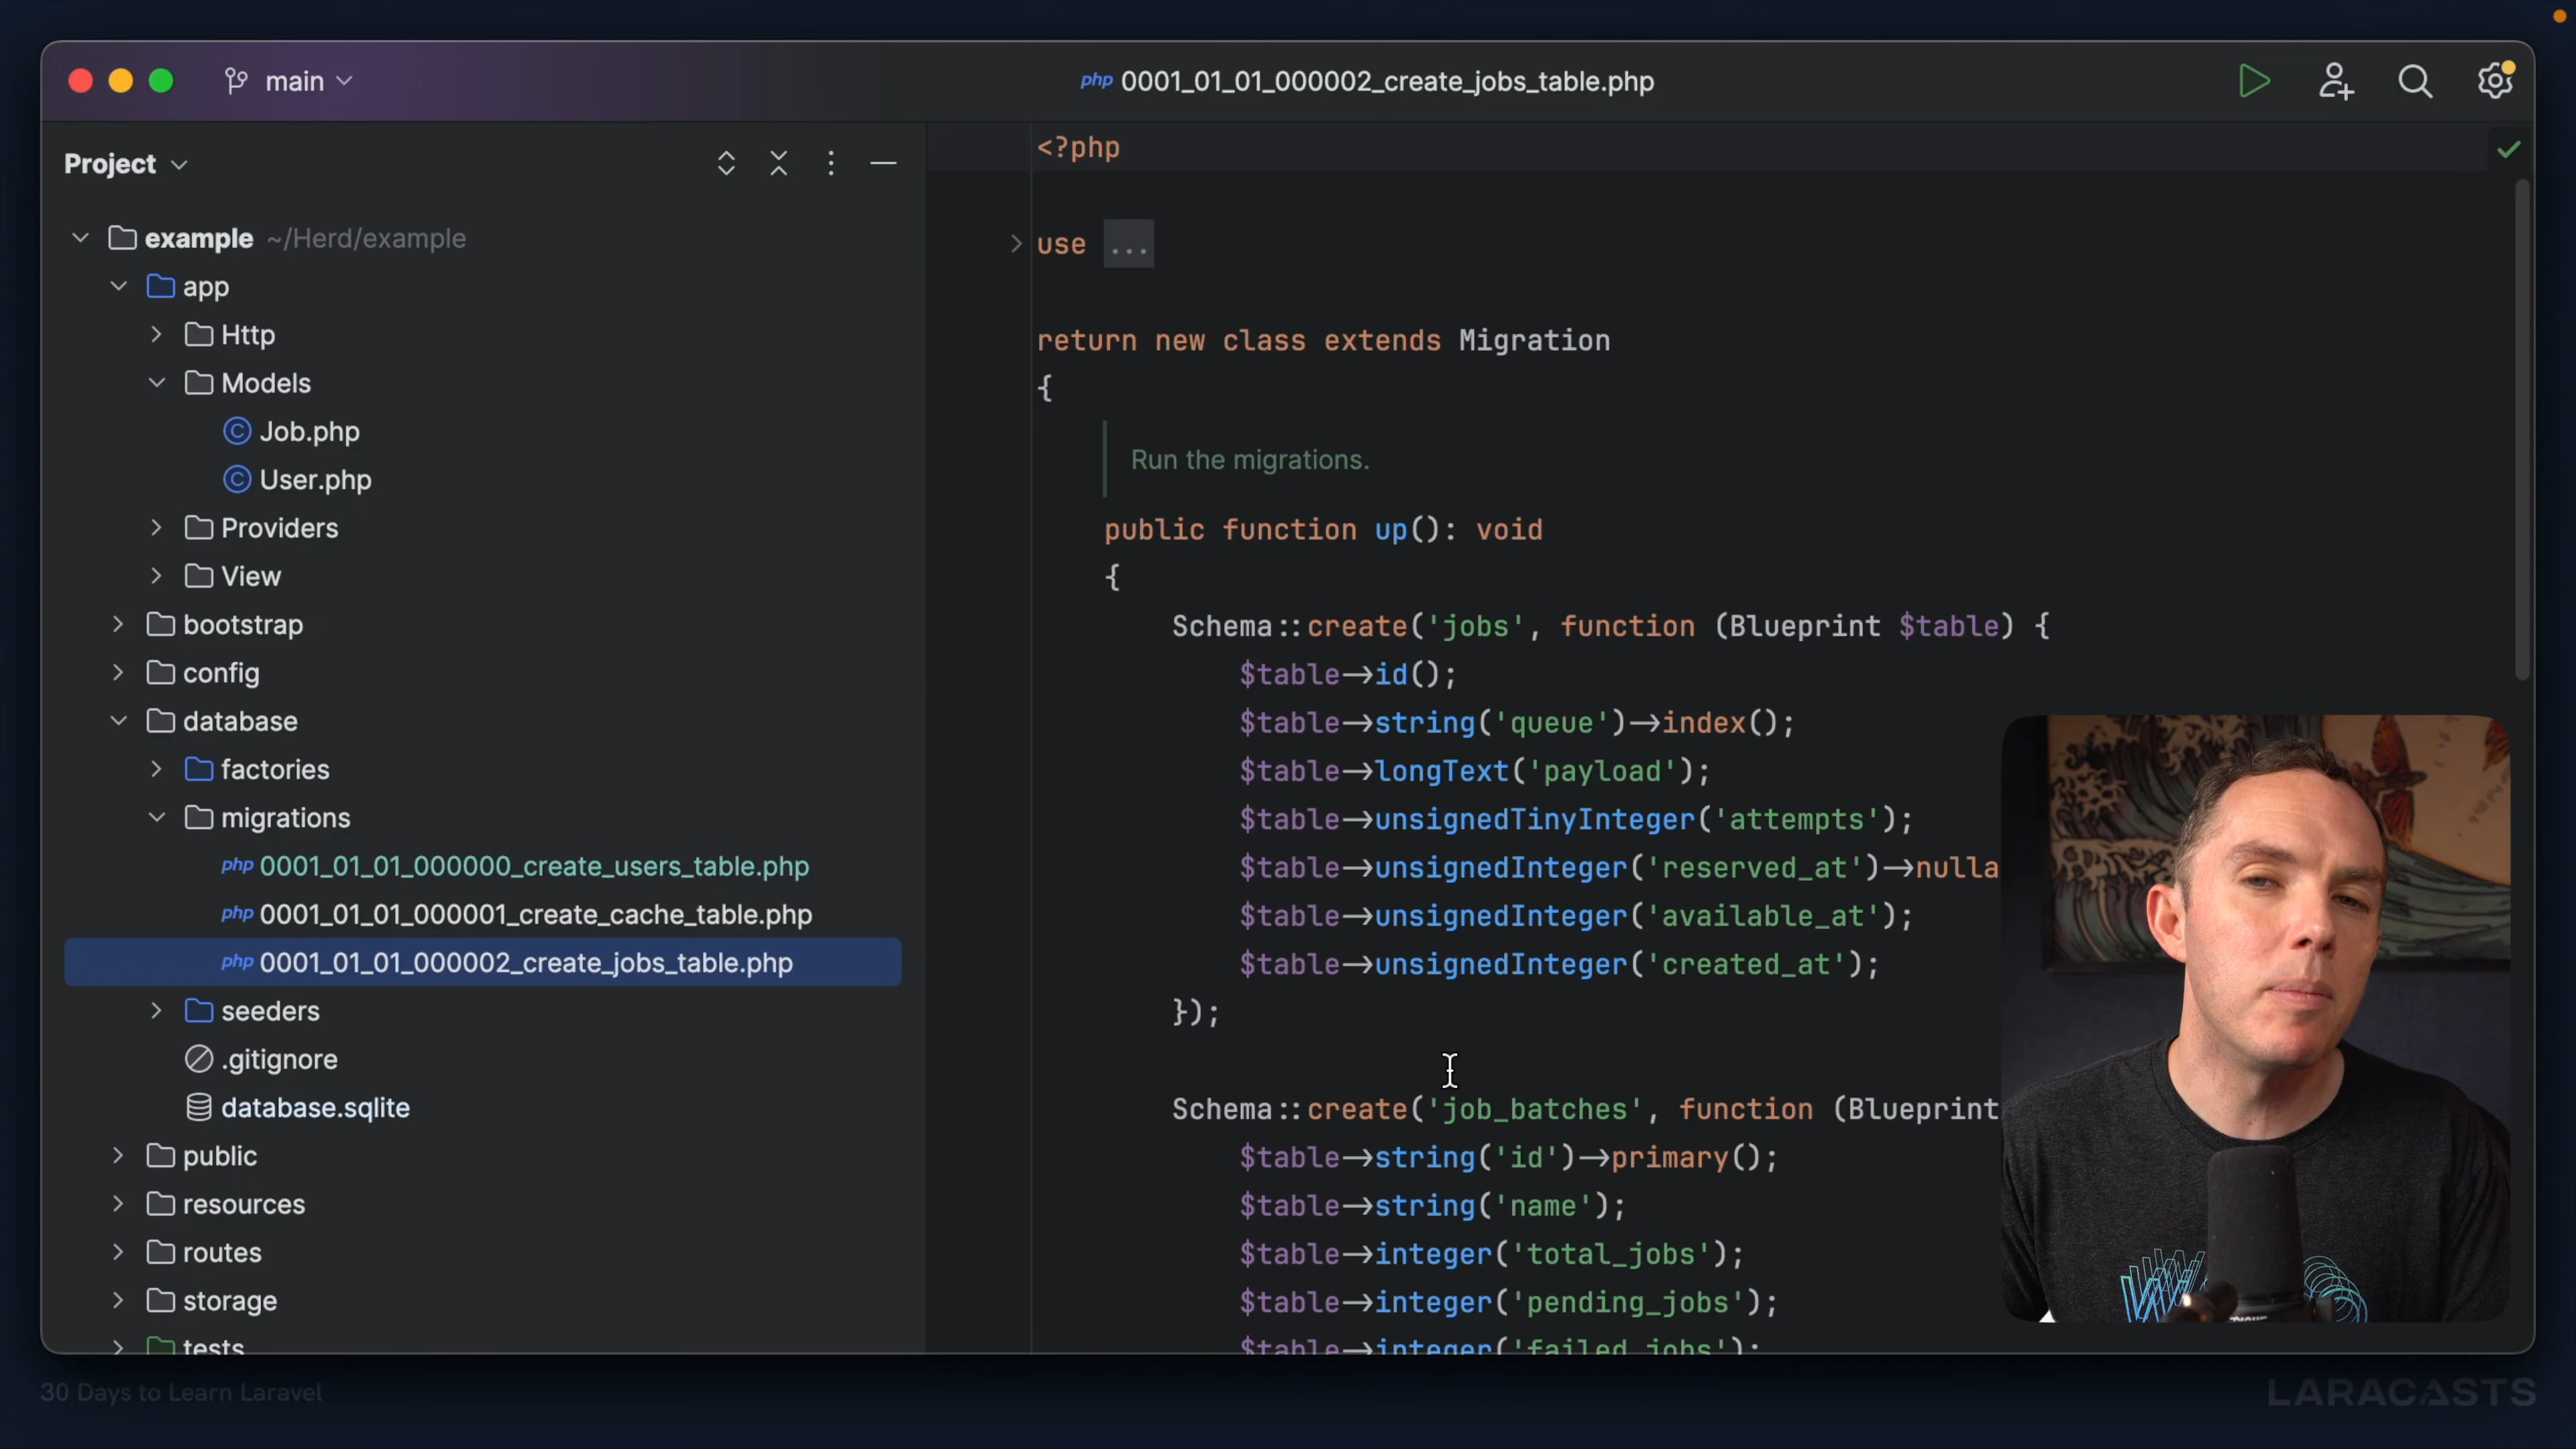 main
php 0001_01_01_000002_create_jobs_table.php
Project
example ~/Herd/example
app
Http
Models
Job.php
User.php
Providers
View
bootstrap
config
database
factories
migrations
php 0001_01_01_000000_create_users_table.php
php 0001_01_01_000001_create_cache_table.php
php 0001_01_01_000002_create_jobs_table.php
seeders
.gitignore
database.sqlite
public
resources
routes
storage
tests
<?php
use ...
return new class extends Migration
{
Run the migrations.
public function up(): void
{
Schema::create('jobs', function (Blueprint $table) {
$table->id();
$table->string('queue')->index();
$table->longText('payload');
$table->unsignedTinyInteger('attempts');
$table->unsignedInteger('reserved_at')->nulla
$table->unsignedInteger('available_at');
$table->unsignedInteger('created_at');
});
Schema::create('job_batches', function (Blueprint
$table->string('id')->primary();
$table->string('name');
$table->integer('total_jobs');
$table->integer('pending_jobs');
$table->integer('failed_jobs');
30 Days to Learn Laravel
LARACASTS